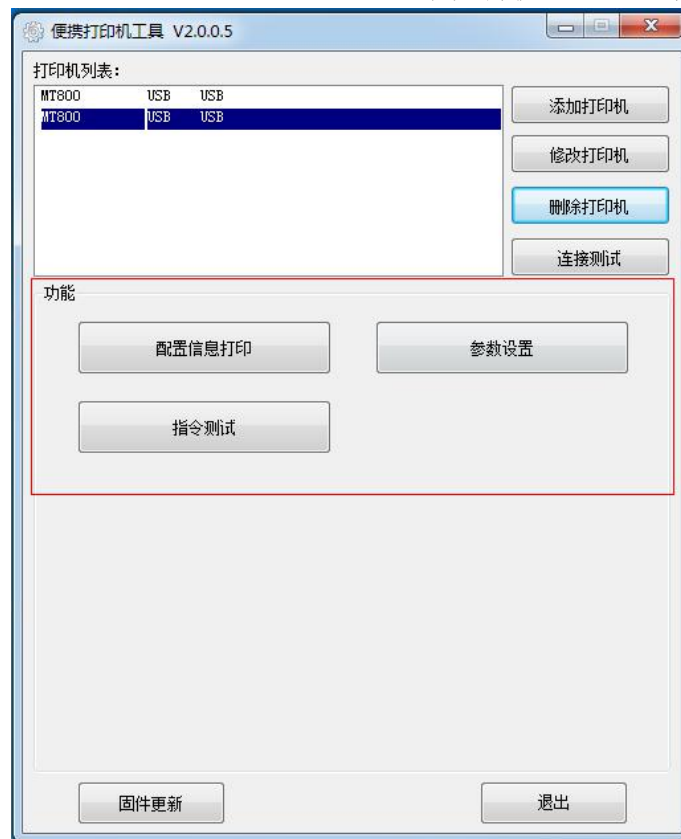 便携打印机工具 V2.0.0.5
打印机列表：
MT800 USB USB
MT800 USB USB
添加打印机
修改打印机
删除打印机
连接测试
功能
配置信息打印
参数设置
指令测试
固件更新
退出